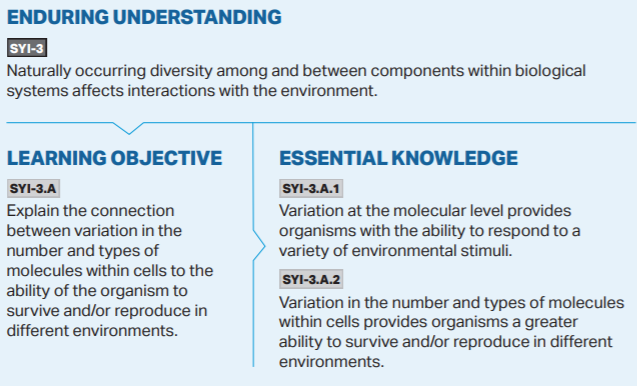 ENDURING UNDERSTANDING
SYI-3
Naturally occurring diversity among and between components within biological
systems affects interactions with the environment.
LEARNING OBJECTIVE
SYI-3.A
Explain the connection
between variation in the
number and types of
molecules within cells to the
ability of the organism to
survive and/or reproduce in
different environments.
ESSENTIAL KNOWLEDGE
SYI-3.A.1
Variation at the molecular level provides
organisms with the ability to respond to a
variety of environmental stimuli.
SYI-3.A.2
Variation in the number and types of molecules
within cells provides organisms a greater
ability to survive and/or reproduce in different
environments.